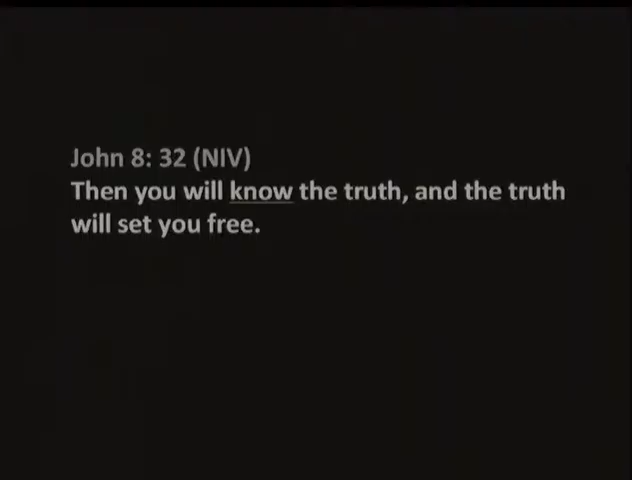 John 8: 32 (NIV)
Then you will know the truth, and the truth
will set you free.